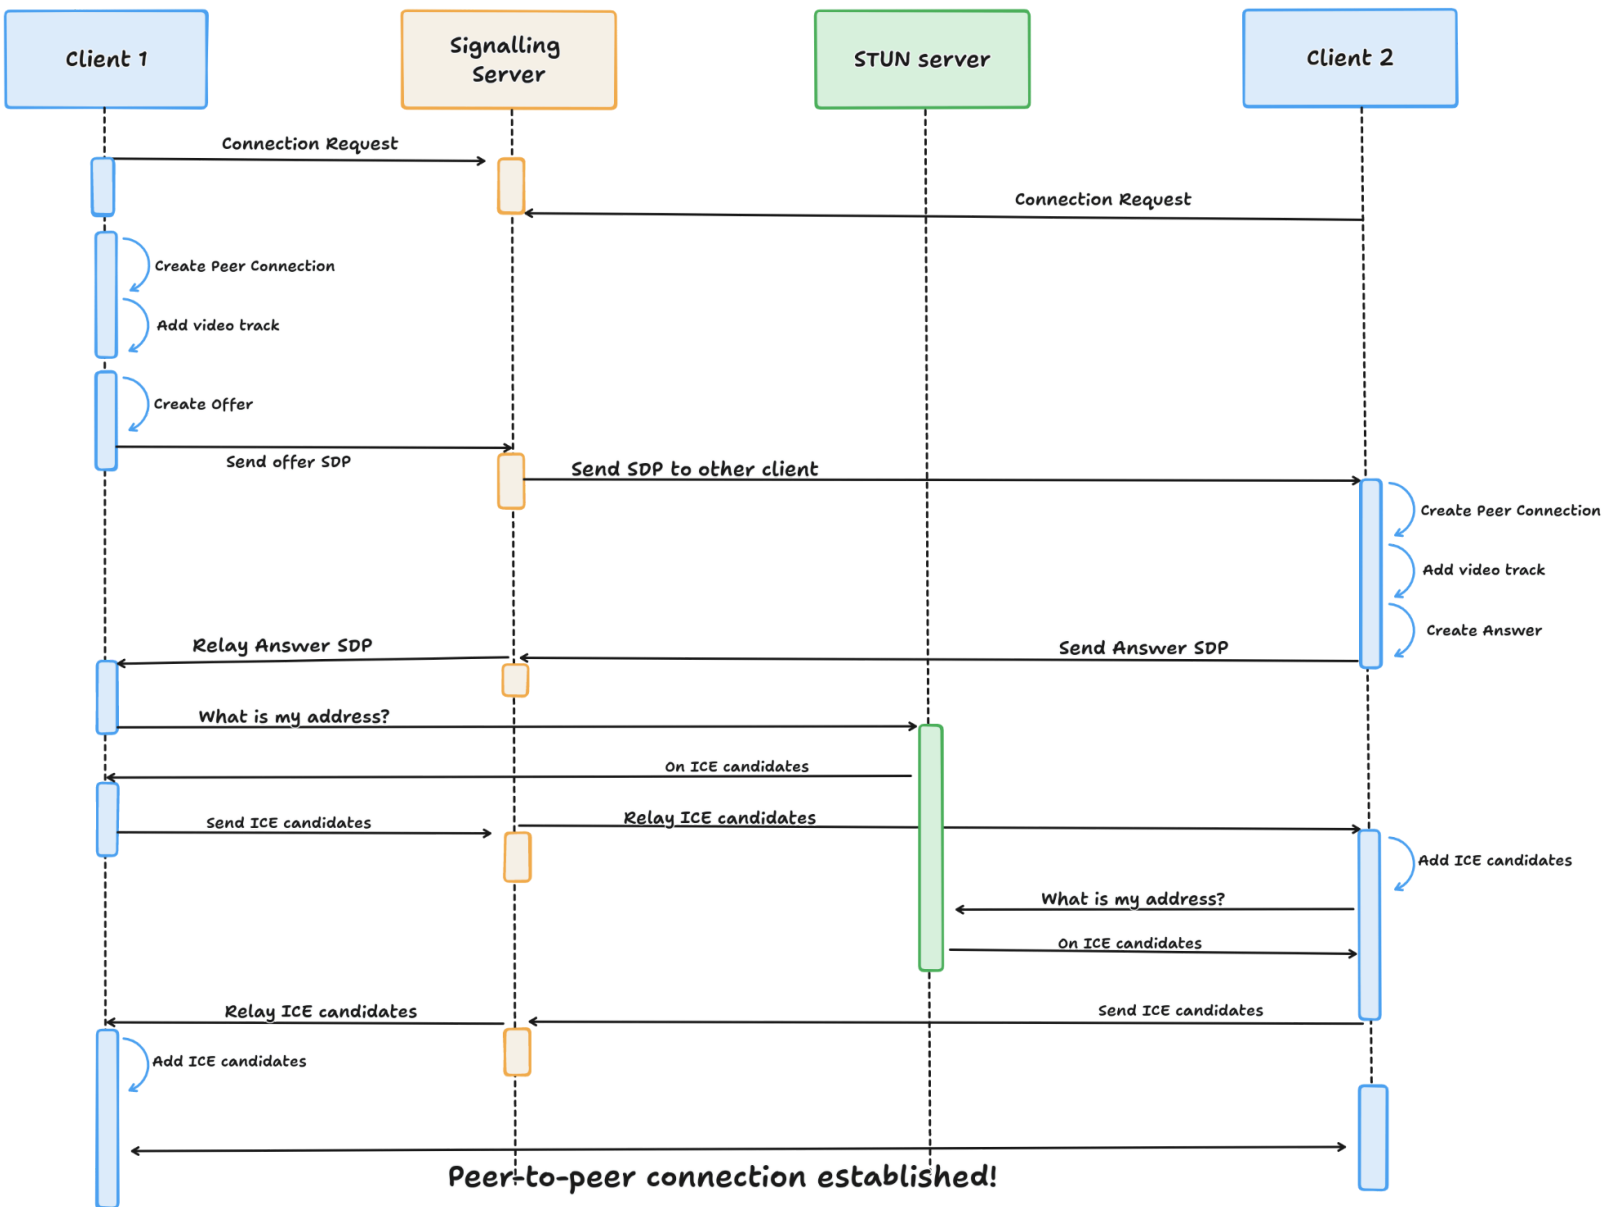 Client 1
Signalling
Server
STUN server
Client 2
Connection Request
Connection Request
Create Peer Connection
Add video track
Create Offer
Send offer SDP
Send SDP to other client
Create Peer Connection
Add video track
Create Answer
Relay Answer SDP
Send Answer SDP
What is my address?
On ICE candidates
Send ICE candidates
Relay ICE candidates
Add ICE candidates
What is my address?
On ICE candidates
Relay ICE candidates
Send ICE candidates
Add ICE candidates
Peer-to-peer connection established!